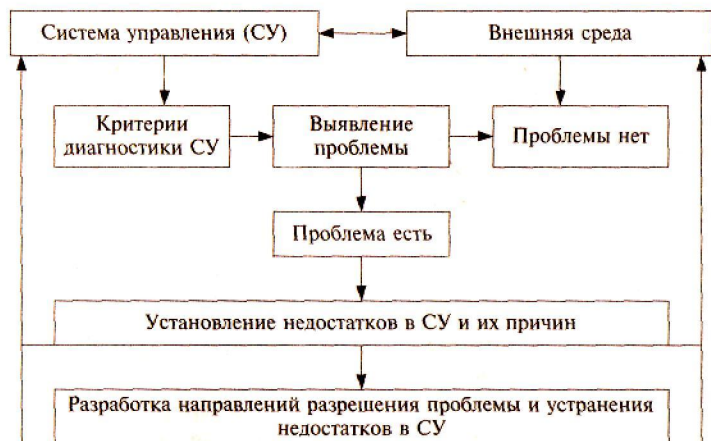 Система управления (СУ)
Внешняя среда
Критерии
диагностики СУ
Выявление
проблемы
Проблемы нет
Проблема есть
Установление недостатков в СУ и их причин
Разработка направлений разрешения проблемы и устранения
недостатков в СУ